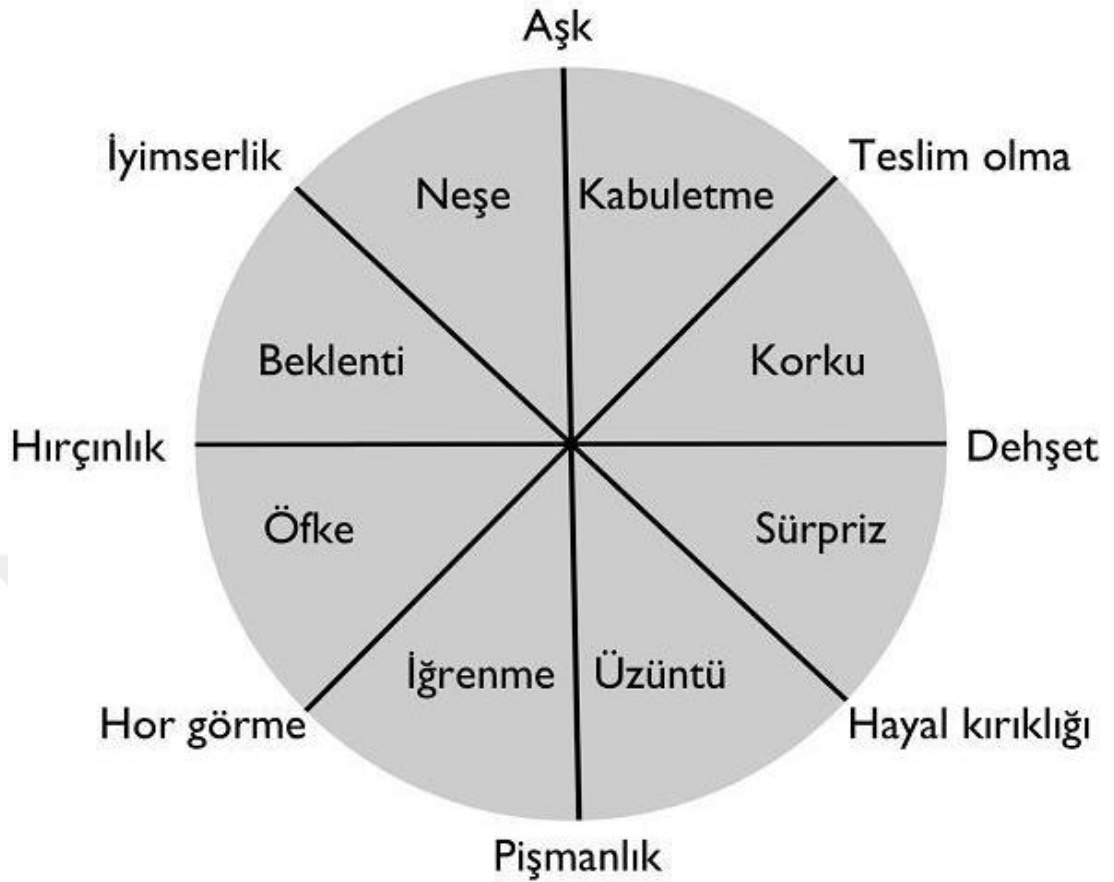 Aşk
İyimserlik
Teslim olma
Neşe
Kabuletme
Beklenti
Korku
Hırçınlık
Dehşet
Öfke
Sürpriz
İğrenme
Üzüntü
Hor görme
Hayal kırıklığı
Pişmanlık